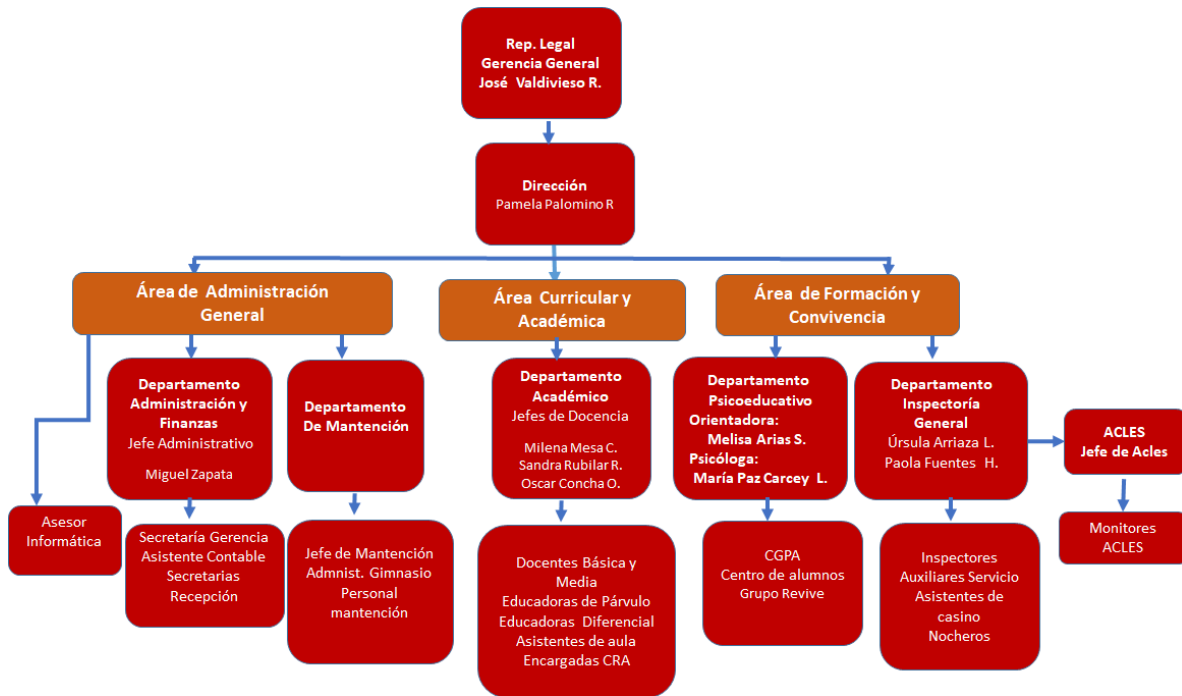 Rep. Legal
Gerencia General
José Valdivieso R.
Dirección
Pamela Palomino R
Área de Administración
General
Área Curricular y
Académica
Área de Formación y
Convivencia
Departamento
Administración y
Finanzas
Jefe Administrativo
Miguel Zapata
Departamento
De Mantención
Departamento
Académico
Jefes de Docencia
Milena Mesa C.
Sandra Rubilar R.
Oscar Concha O.
Departamento
Psicoeducativo
Orientadora:
Melisa Arias S.
Psicóloga:
María Paz Carcey L.
Departamento
Inspectoría
General
Úrsula Arriaza L.
Paola Fuentes H.
ACLES
Jefe de Acles
Asesor
Informática
Secretaría Gerencia
Asistente Contable
Secretarias
Recepción
Jefe de Mantención
Admnist. Gimnasio
Personal
mantención
Docentes Básica y
Media
Educadoras de Párvulo
Educadoras Diferencial
Asistentes de aula
Encargadas CRA
CGPA
Centro de alumnos
Grupo Revive
Inspectores
Auxiliares Servicio
Asistentes de
casino
Nocheros
Monitores
ACLES